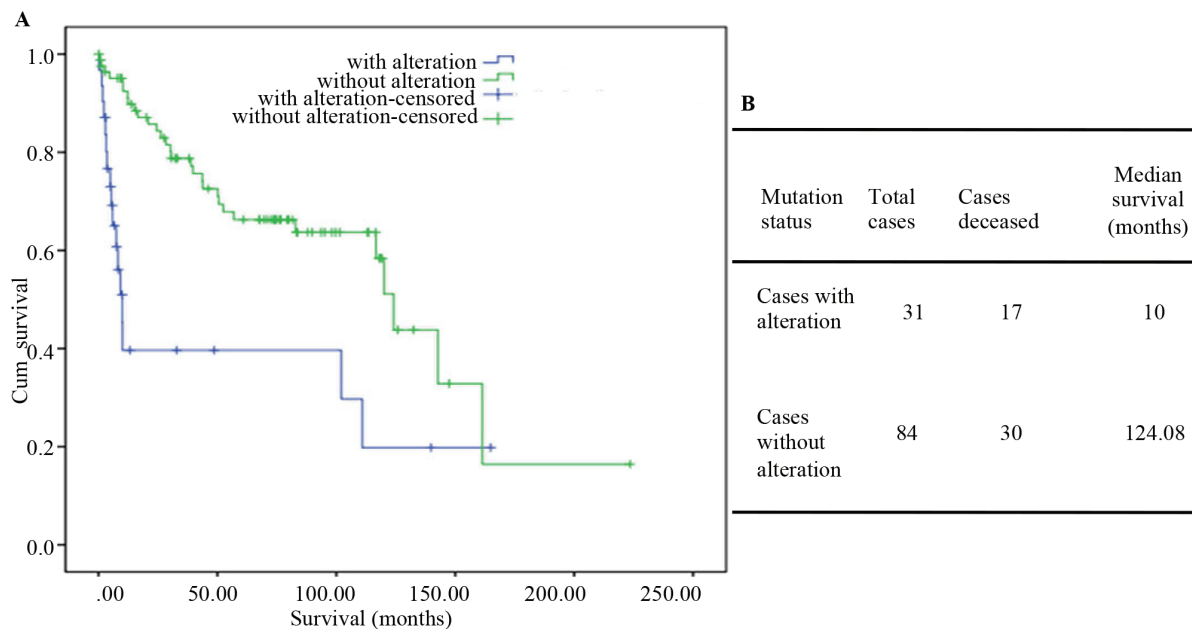 A
1.0
0.8
0.6
0.4
0.2
0.0
Cum survival
with alteration
without alteration
with alteration-censored
without alteration-censored
.00 50.00 100.00 150.00 200.00 250.00
Survival (months)
B
Mutation status Total cases Cases deceased Median survival (months)
Cases with alteration 31 17 10
Cases without alteration 84 30 124.08